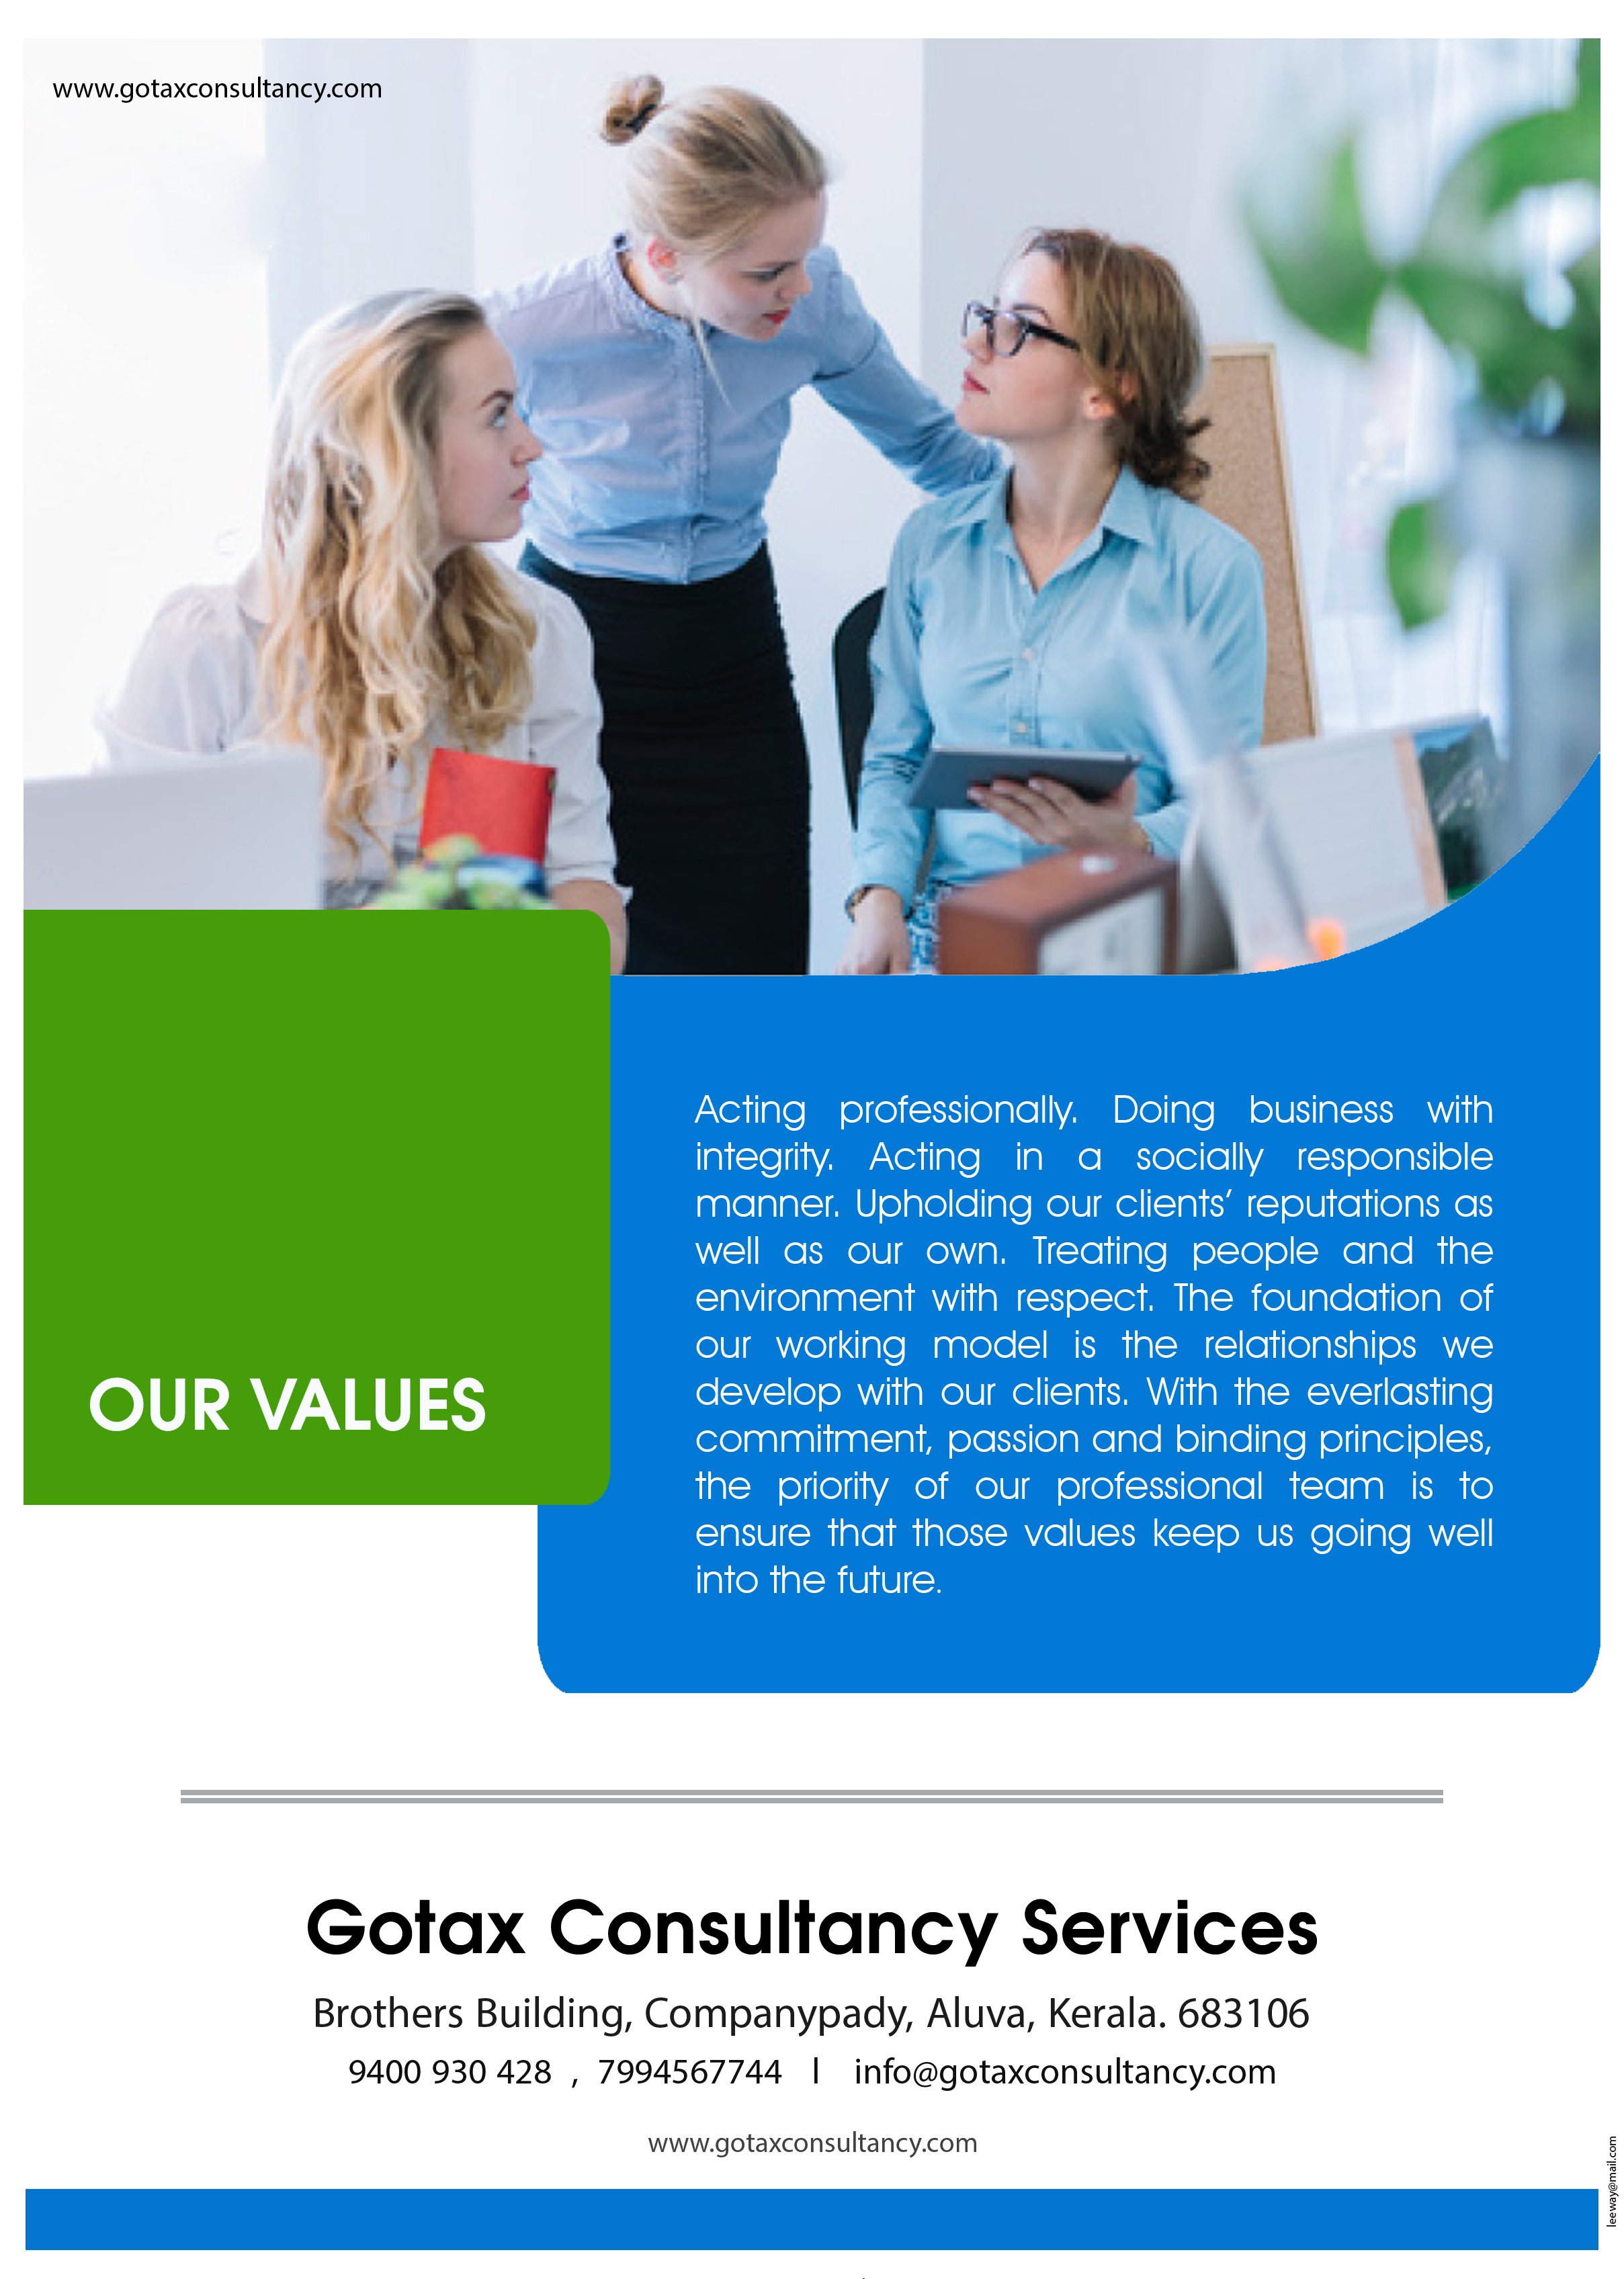 www.gotaxconsultancy.com
OUR VALUES
Acting professionally. Doing business with
integrity. Acting in a socially responsible
manner. Upholding our clients’ reputations as
well as our own. Treating people and the
environment with respect. The foundation of
our working model is the relationships we
develop with our clients. With the everlasting
commitment, passion and binding principles,
the priority of our professional team is to
ensure that those values keep us going well
into the future.
Gotax Consultancy Services
Brothers Building, Companypady, Aluva, Kerala. 683106
9400 930 428 , 7994567744 l info@gotaxconsultancy.com
www.gotaxconsultancy.com
leeway@mail.com